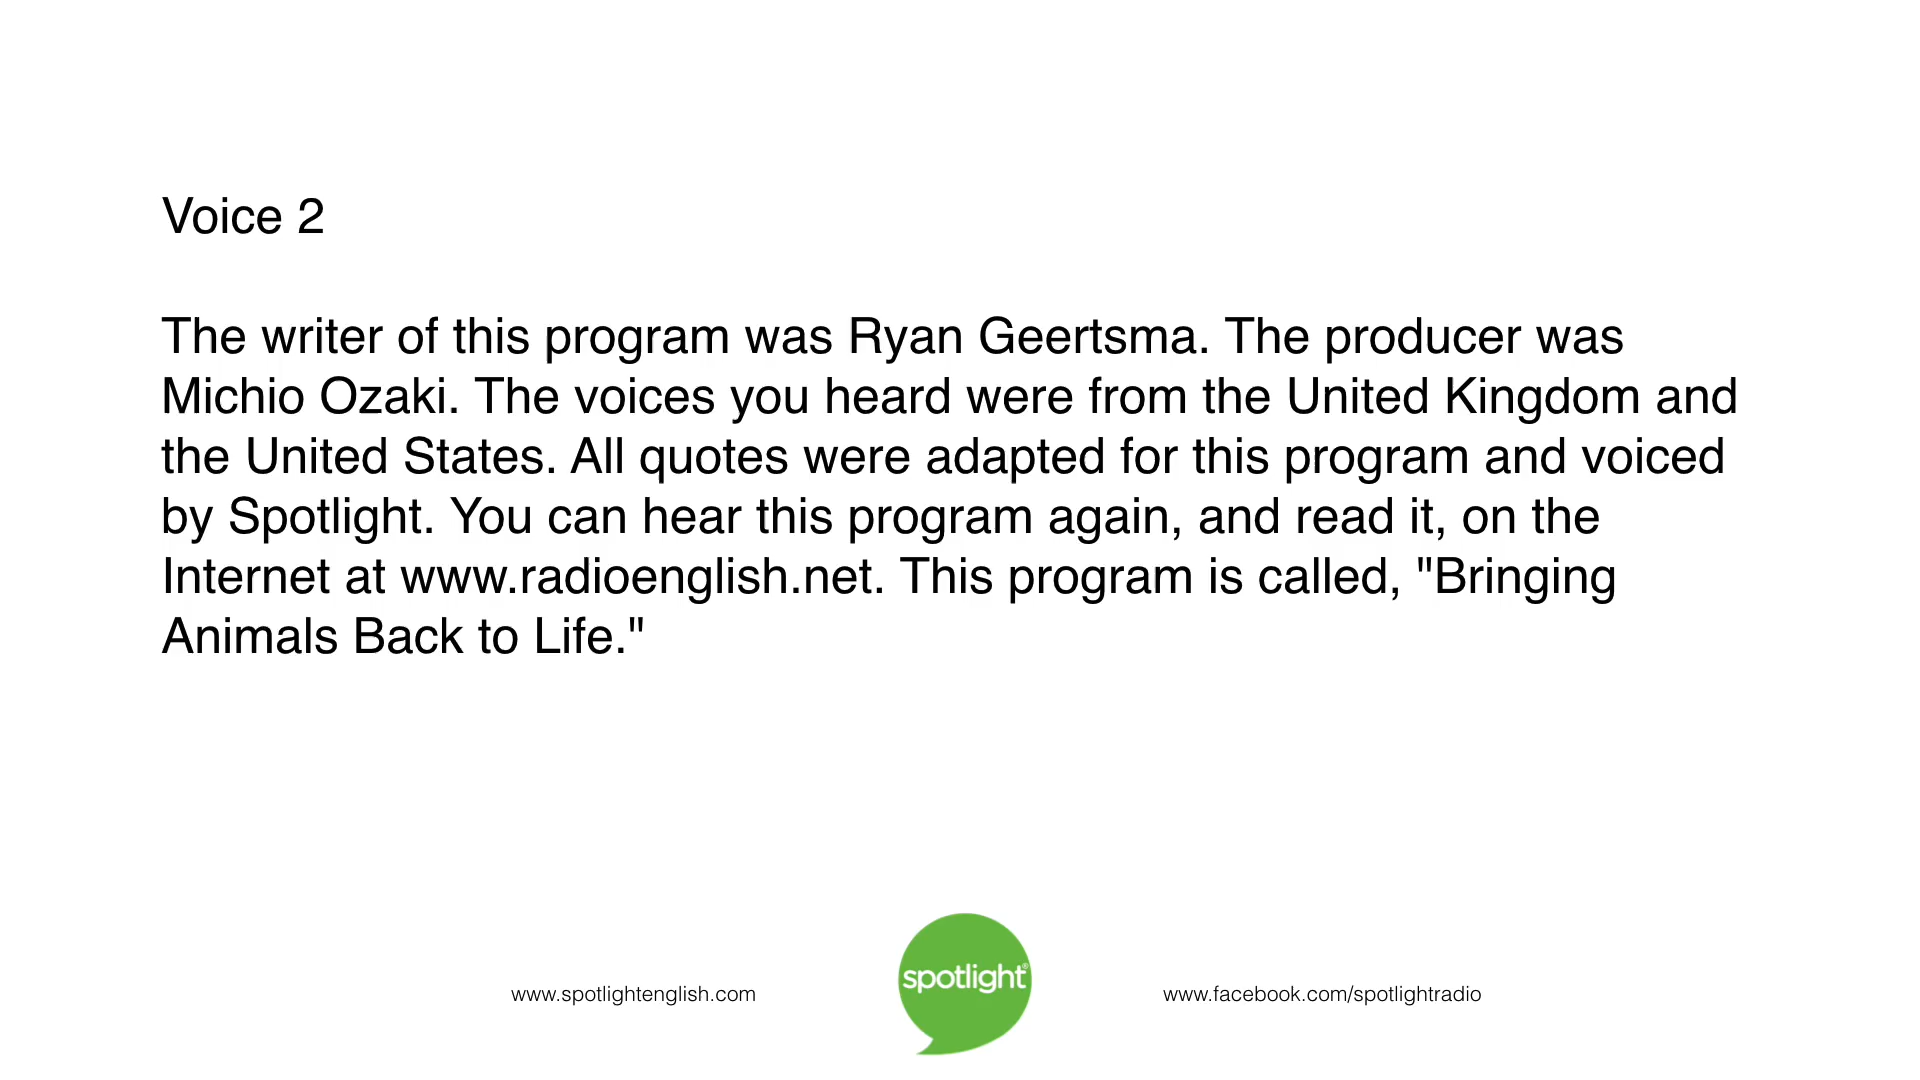 Voice 2
The writer of this program was Ryan Geertsma. The producer was
Michio Ozaki. The voices you heard were from the United Kingdom and
the United States. All quotes were adapted for this program and voiced
by Spotlight. You can hear this program again, and read it, on the
Internet at www.radioenglish.net. This program is called, "Bringing
Animals Back to Life."
www.spotlightenglish.com
spotlight®
www.facebook.com/spotlightradio